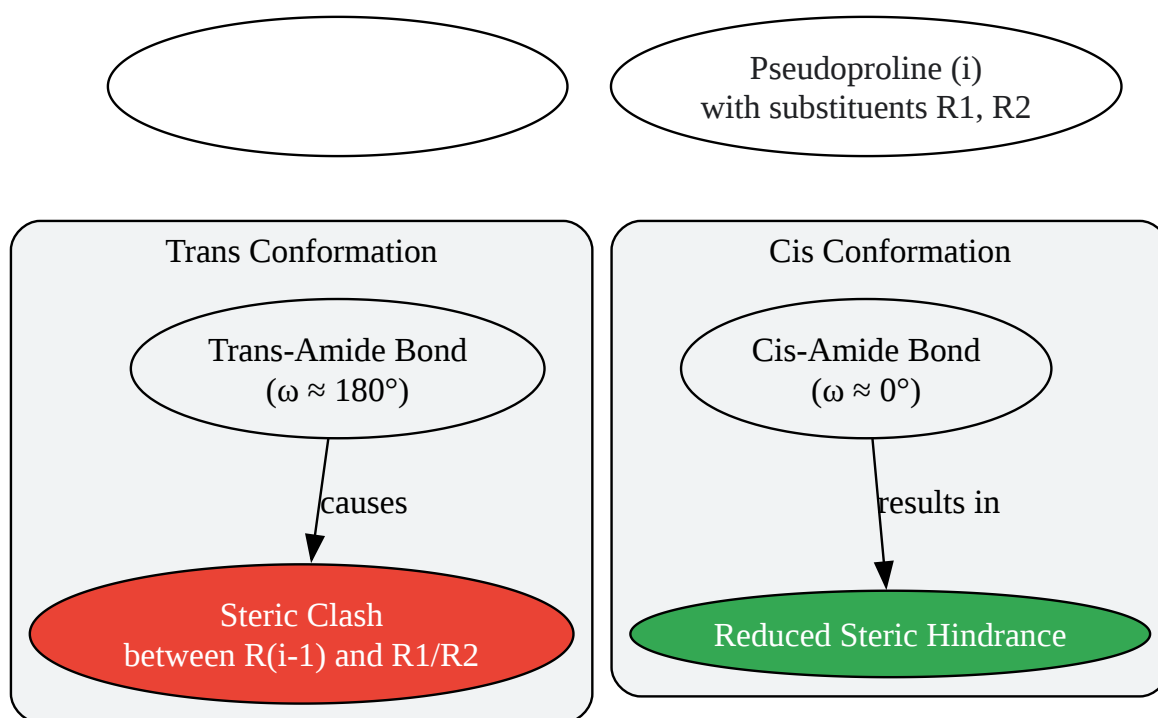 Pseudoproline (i)
with substituents R1, R2
Trans Conformation
Trans-Amide Bond
(ω ≈ 180°)
causes
Steric Clash
between R(i-1) and R1/R2
Cis Conformation
Cis-Amide Bond
(ω ≈ 0°)
results in
Reduced Steric Hindrance